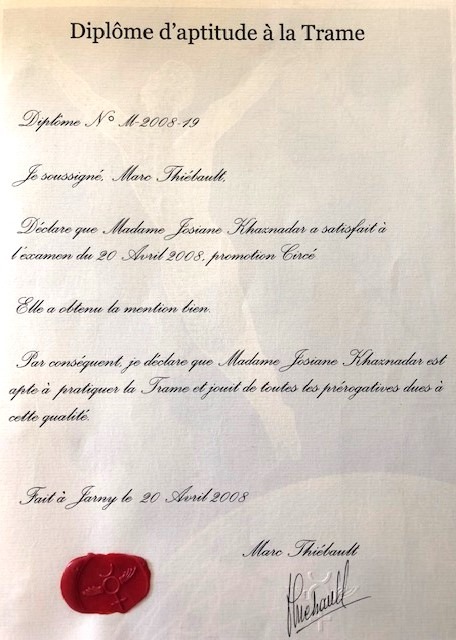 Diplôme d'aptitude à la Trame
Diplôme N° M-2008-19
Je soussigné, Marc Thiébault,
Déclare que Madame Josiane Khaznadar a satisfait à
l'éxamen du 20 Avril 2008, promotion Circé
Elle a obtenu la mention bien.
Par conséquent, je déclare que Madame Josiane Khaznadar est
apte à pratiquer la Trame et jouit de toutes les prérogatives dues à
cette qualité.
Fait à Jarny le 20 Avril 2008
Marc Thiébault